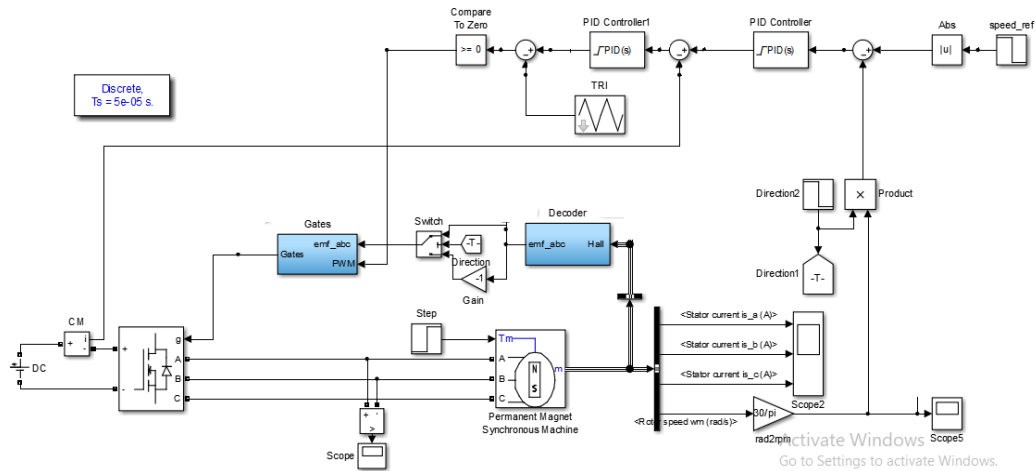 Compare
To Zero
>= 0
PID Controller1
PID(s)
PID Controller
PID(s)
Abs
|u|
speed_ref
Discrete,
Ts = 5e-05 s.
TRI
Direction2
×
Product
Direction1
-T-
Gates
emf_abc
Gates
PWM
Switch
-T-
Direction
-1
Gain
Decoder
emf_abc
Hall
CM
+
i
-
DC
+
-
g
A
B
C
Step
Tm
A
B
C
N
S
m
Permanent Magnet
Synchronous Machine
+ -
Scope
<Stator current is_a (A)>
<Stator current is_b (A)>
<Stator current is_c (A)>
<Rotor speed wm (rad/s)>
Scope2
30/pi
rad2rpm
Scope5
Activate Windows
Go to Settings to activate Windows.